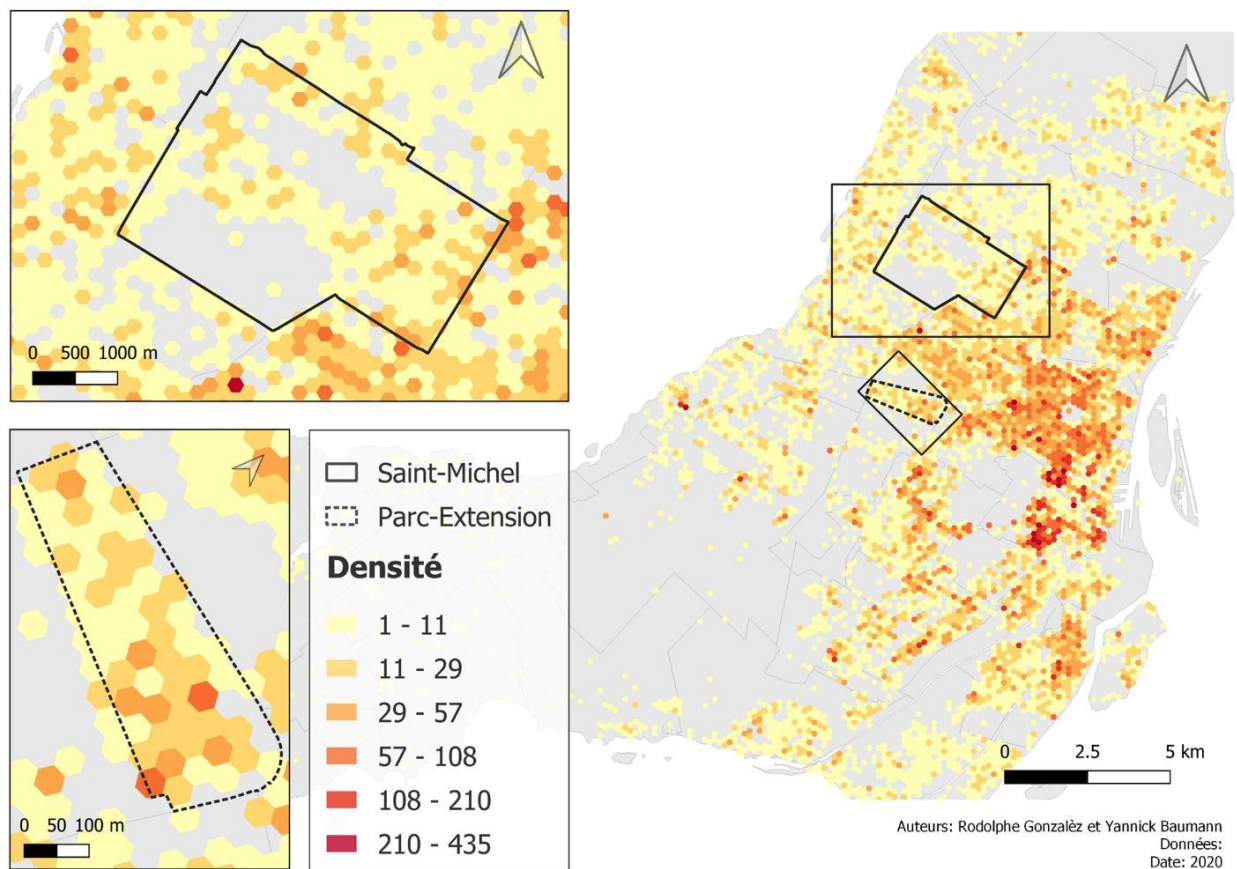 0 500 1000 m
0 50 100 m
Saint-Michel
Parc-Extension
Densité
1 - 11
11 - 29
29 - 57
57 - 108
108 - 210
210 - 435
0 2.5 5 km
Auteurs: Rodolphe Gonzalèz et Yannick Baumann
Données:
Date: 2020